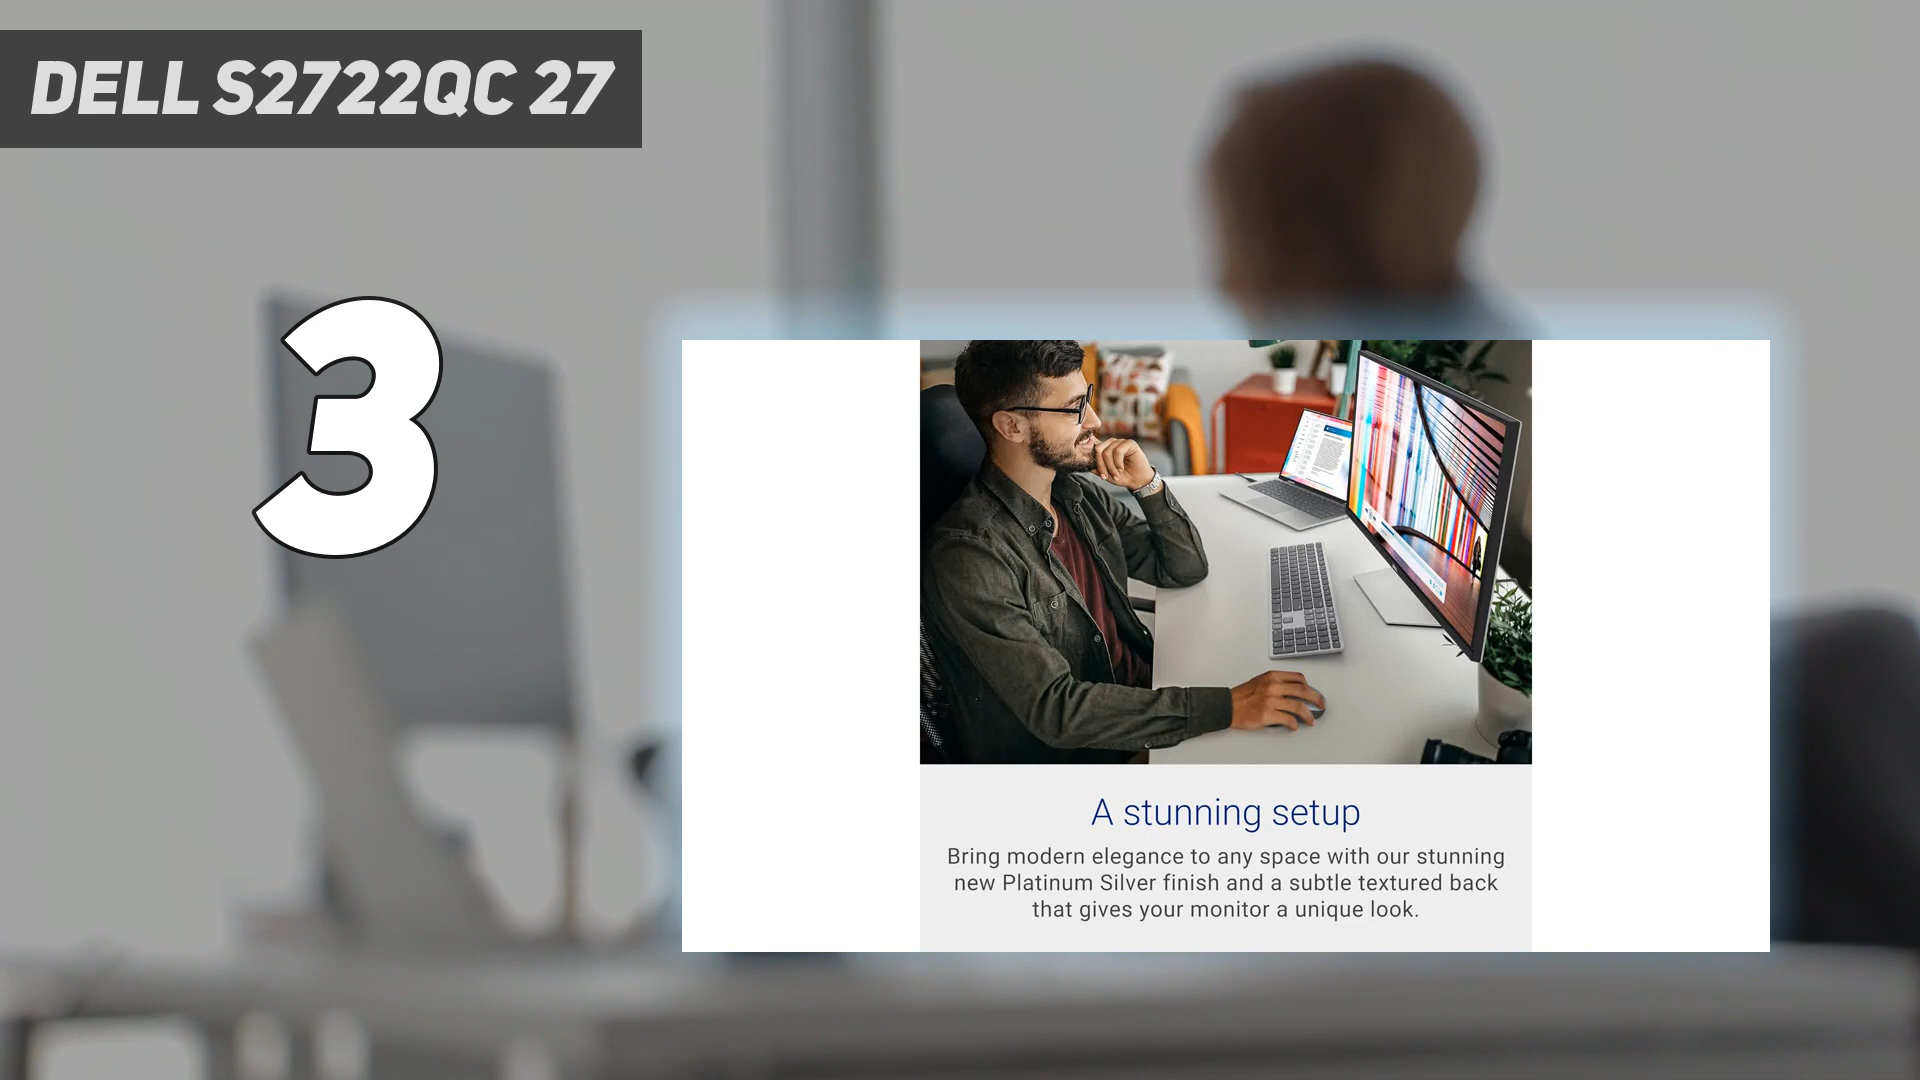 DELL S2722QC 27
3
A stunning setup
Bring modern elegance to any space with our stunning
new Platinum Silver finish and a subtle textured back
that gives your monitor a unique look.